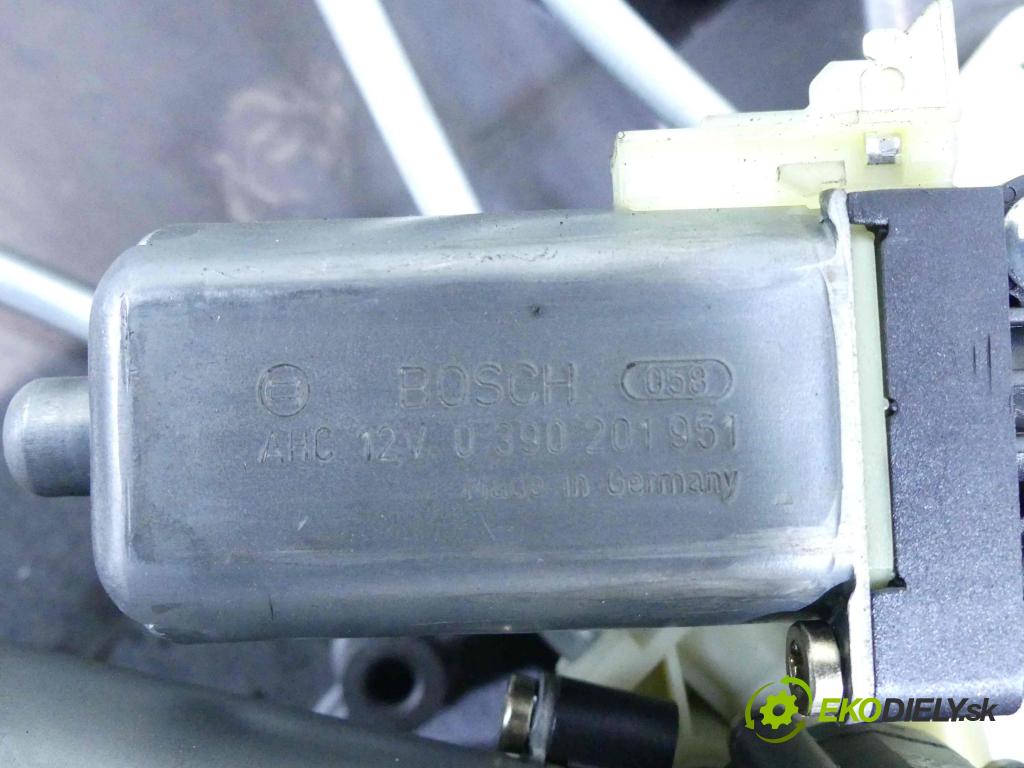 BOSCH 058
AHC 12V 0 390 201 951
Made in Germany
EKODIELY.sk